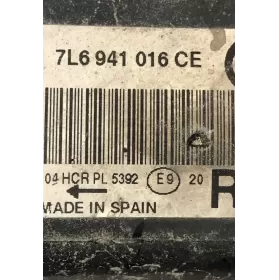 7L6 941 016 CE
04 HCR PL 5392 E9 20
R
MADE IN SPAIN